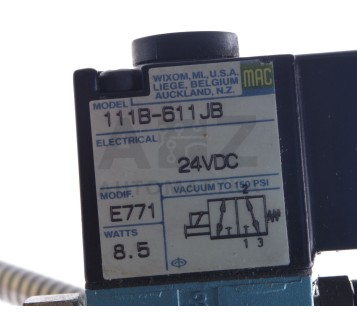 WIXOM, MI., U.S.A.
LIEGE, BELGIUM
AUCKLAND, N.Z.
MAC
MODEL
111B-611JB
ELECTRICAL
24VDC
MODIF.
VACUUM TO 150 PSI
E771
2
WATTS
8.5
1 3